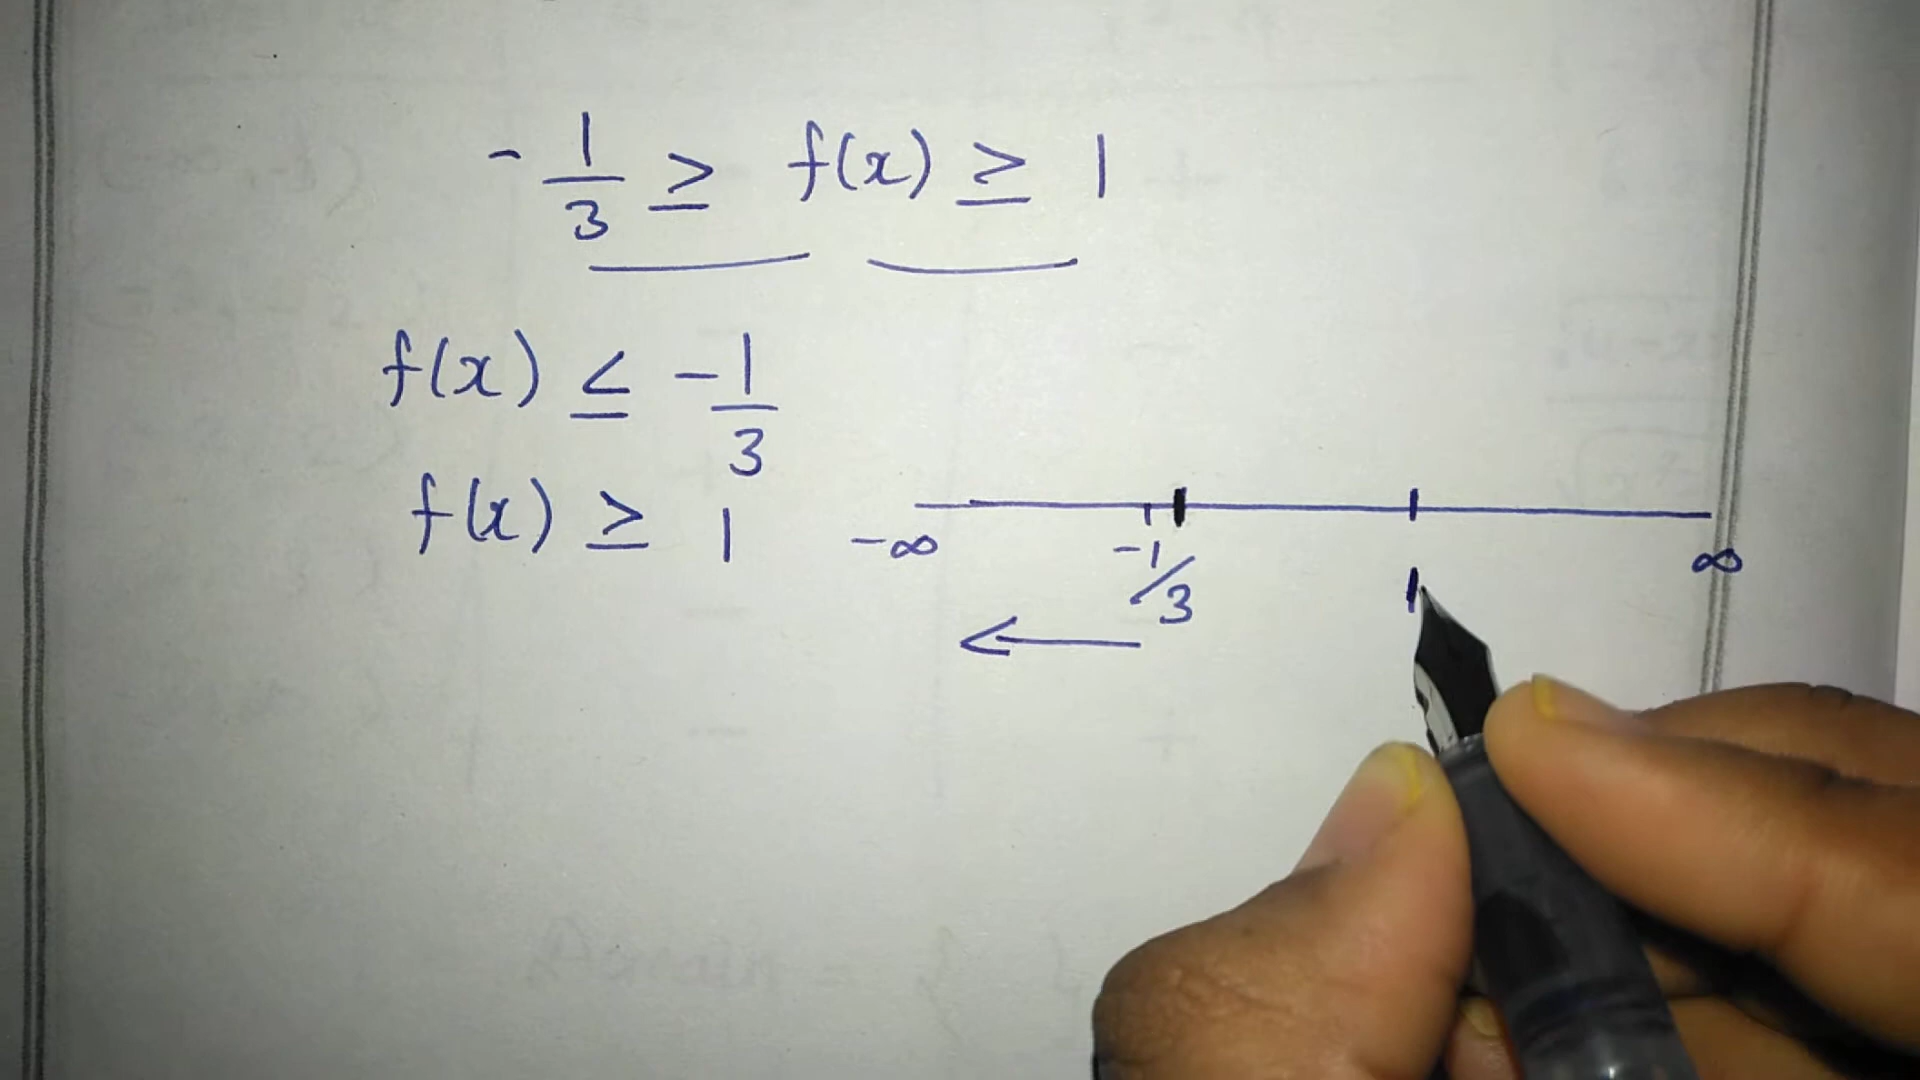 - 1/3 ≥ f(x) ≥ 1
f(x) ≤ - 1/3
f(x) ≥ 1
-∞ -1/3 1 ∞